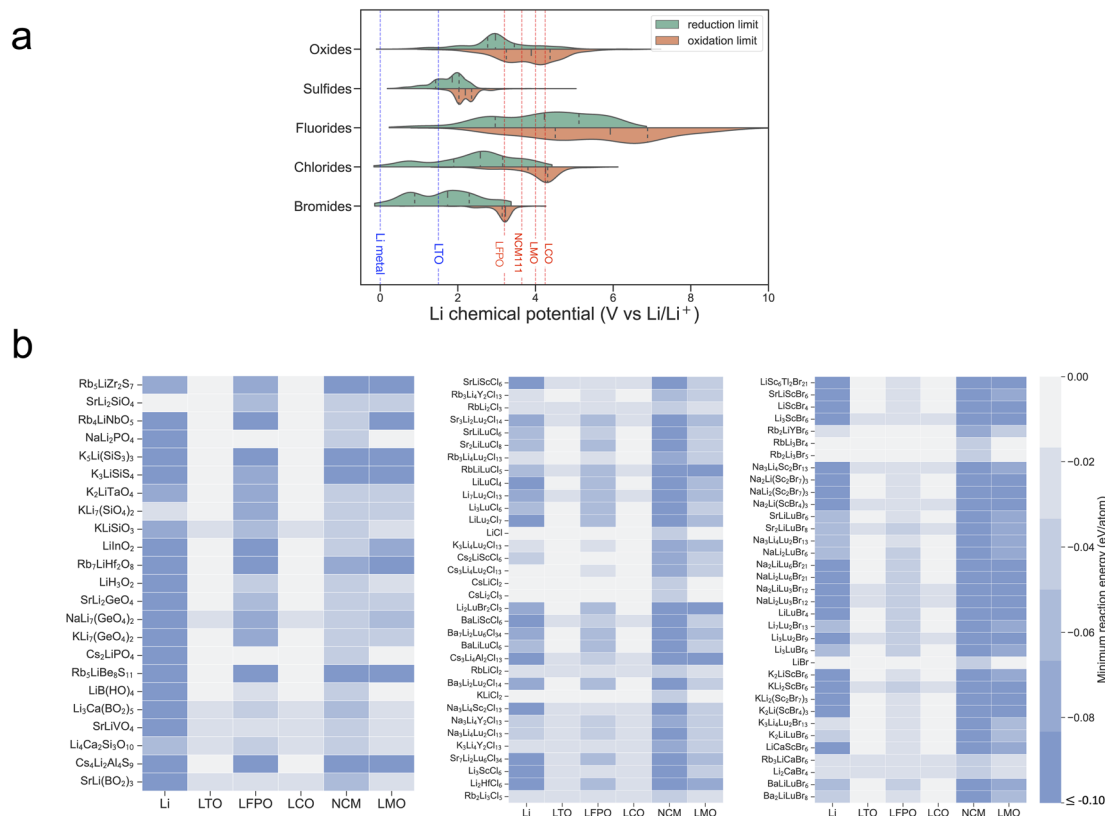 a
reduction limit
oxidation limit
Oxides
Sulfides
Fluorides
Chlorides
Bromides
Li metal
LTO
LFPO
NCM111
LMO
LCO
0 2 4 6 8 10
Li chemical potential (V vs Li/Li⁺)
b
Rb₅LiZr₂S₇
SrLi₂SiO₄
Rb₄LiNbO₅
NaLi₂PO₄
K₅Li(SiS₃)₃
K₃LiSiS₄
K₂LiTaO₄
KLi₇(SiO₄)₂
KLiSiO₃
LiInO₂
Rb₇LiHf₂O₈
LiH₃O₂
SrLi₂GeO₄
NaLi₇(GeO₄)₂
KLi₇(GeO₄)₂
Cs₂LiPO₄
Rb₅LiBe₈S₁₁
LiB(HO)₄
Li₃Ca(BO₂)₅
SrLiVO₄
Li₄Ca₂Si₃O₁₀
Cs₄Li₂Al₄S₉
SrLi(BO₂)₃
Li LTO LFPO LCO NCM LMO
SrLiScCl₆
Rb₃Li₄Y₂Cl₁₃
RbLi₂Cl₃
Sr₃Li₂Lu₂Cl₁₄
SrLiLuCl₆
Sr₂LiLuCl₈
Rb₃Li₄Lu₂Cl₁₃
RbLiLuCl₅
LiLuCl₄
Li₇Lu₂Cl₁₃
Li₃LuCl₆
LiLu₂Cl₇
LiCl
K₃Li₄Lu₂Cl₁₃
Cs₂LiScCl₆
Cs₃Li₄Lu₂Cl₁₃
CsLiCl₂
CsLi₂Cl₃
Li₂LuBr₂Cl₃
BaLiScCl₆
Ba₇Li₂Lu₆Cl₃₄
BaLiLuCl₆
Cs₃Li₄Al₂Cl₁₃
RbLiCl₂
Ba₃Li₂Lu₂Cl₁₄
KLiCl₂
Na₃Li₄Sc₂Cl₁₃
Na₃Li₄Y₂Cl₁₃
Na₃Li₄Lu₂Cl₁₃
K₃Li₄Y₂Cl₁₃
Sr₇Li₂Lu₆Cl₃₄
Li₃ScCl₆
Li₂HfCl₆
Rb₂Li₃Cl₅
Li LTO LFPO LCO NCM LMO
LiSc₆Tl₂Br₂₁
SrLiScBr₆
LiScBr₄
Li₃ScBr₆
Rb₂LiYBr₆
RbLi₃Br₄
Rb₂Li₃Br₅
Na₃Li₄Sc₂Br₁₃
Na₂Li(Sc₂Br₇)₃
NaLi₂(Sc₂Br₇)₃
Na₂Li(ScBr₄)₃
SrLiLuBr₆
Sr₂LiLuBr₈
Na₃Li₄Lu₂Br₁₃
NaLi₂LuBr₆
Na₂LiLu₆Br₂₁
NaLi₂Lu₆Br₂₁
Na₂LiLu₃Br₁₂
NaLi₂Lu₃Br₁₂
LiLuBr₄
Li₇Lu₂Br₁₃
Li₃Lu₂Br₉
Li₃LuBr₆
LiBr
K₂LiScBr₆
KLi₂ScBr₆
KLi₂(Sc₂Br₇)₃
K₂Li(ScBr₄)₃
K₃Li₄Lu₂Br₁₃
K₂LiLuBr₆
LiCaScBr₆
Rb₃LiCaBr₆
Li₂CaBr₄
BaLiLuBr₆
Ba₂LiLuBr₈
Li LTO LFPO LCO NCM LMO
0.00
−0.02
−0.04
−0.06
−0.08
≤ -0.10
Minimum reaction energy (eV/atom)